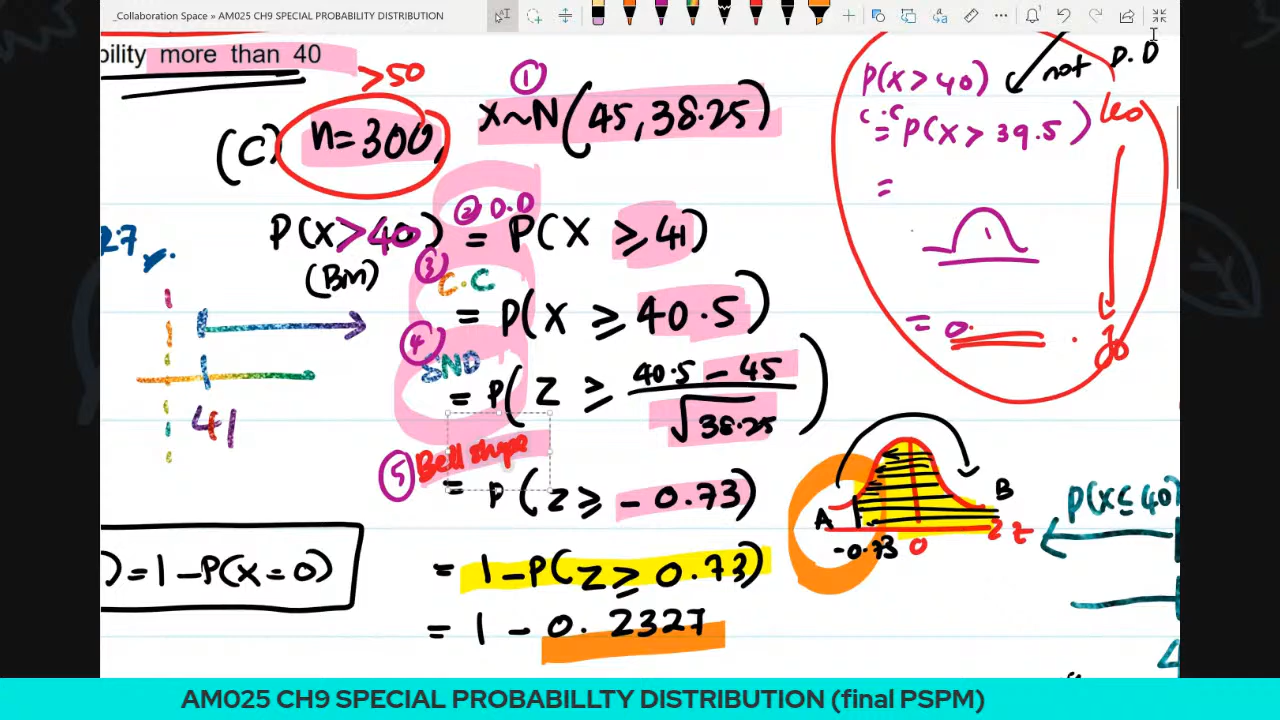 _Collaboration Space » AM025 CH9 SPECIAL PROBABILITY DISTRIBUTION
bility more than 40
>50
(C) n=300,
①
X~N(45,38.25)
② D.D
P(X>40) = P(X ≥ 41)
(BM)
③ C.C
= P(X ≥ 40.5)
④ SND
= P(Z ≥ 40.5 - 45 / √38.25)
⑤ Bell shape
= P(Z ≥ -0.73)
= 1-P(Z ≥ 0.73)
= 1 - 0.2327
27
41
)=1-P(X=0)
P(X>40)
not D.D
C.C
= P(X > 39.5)
=
= 0.
A
B
-0.73
0
Z
P(X≤40)
AM025 CH9 SPECIAL PROBABILLTY DISTRIBUTION (final PSPM)